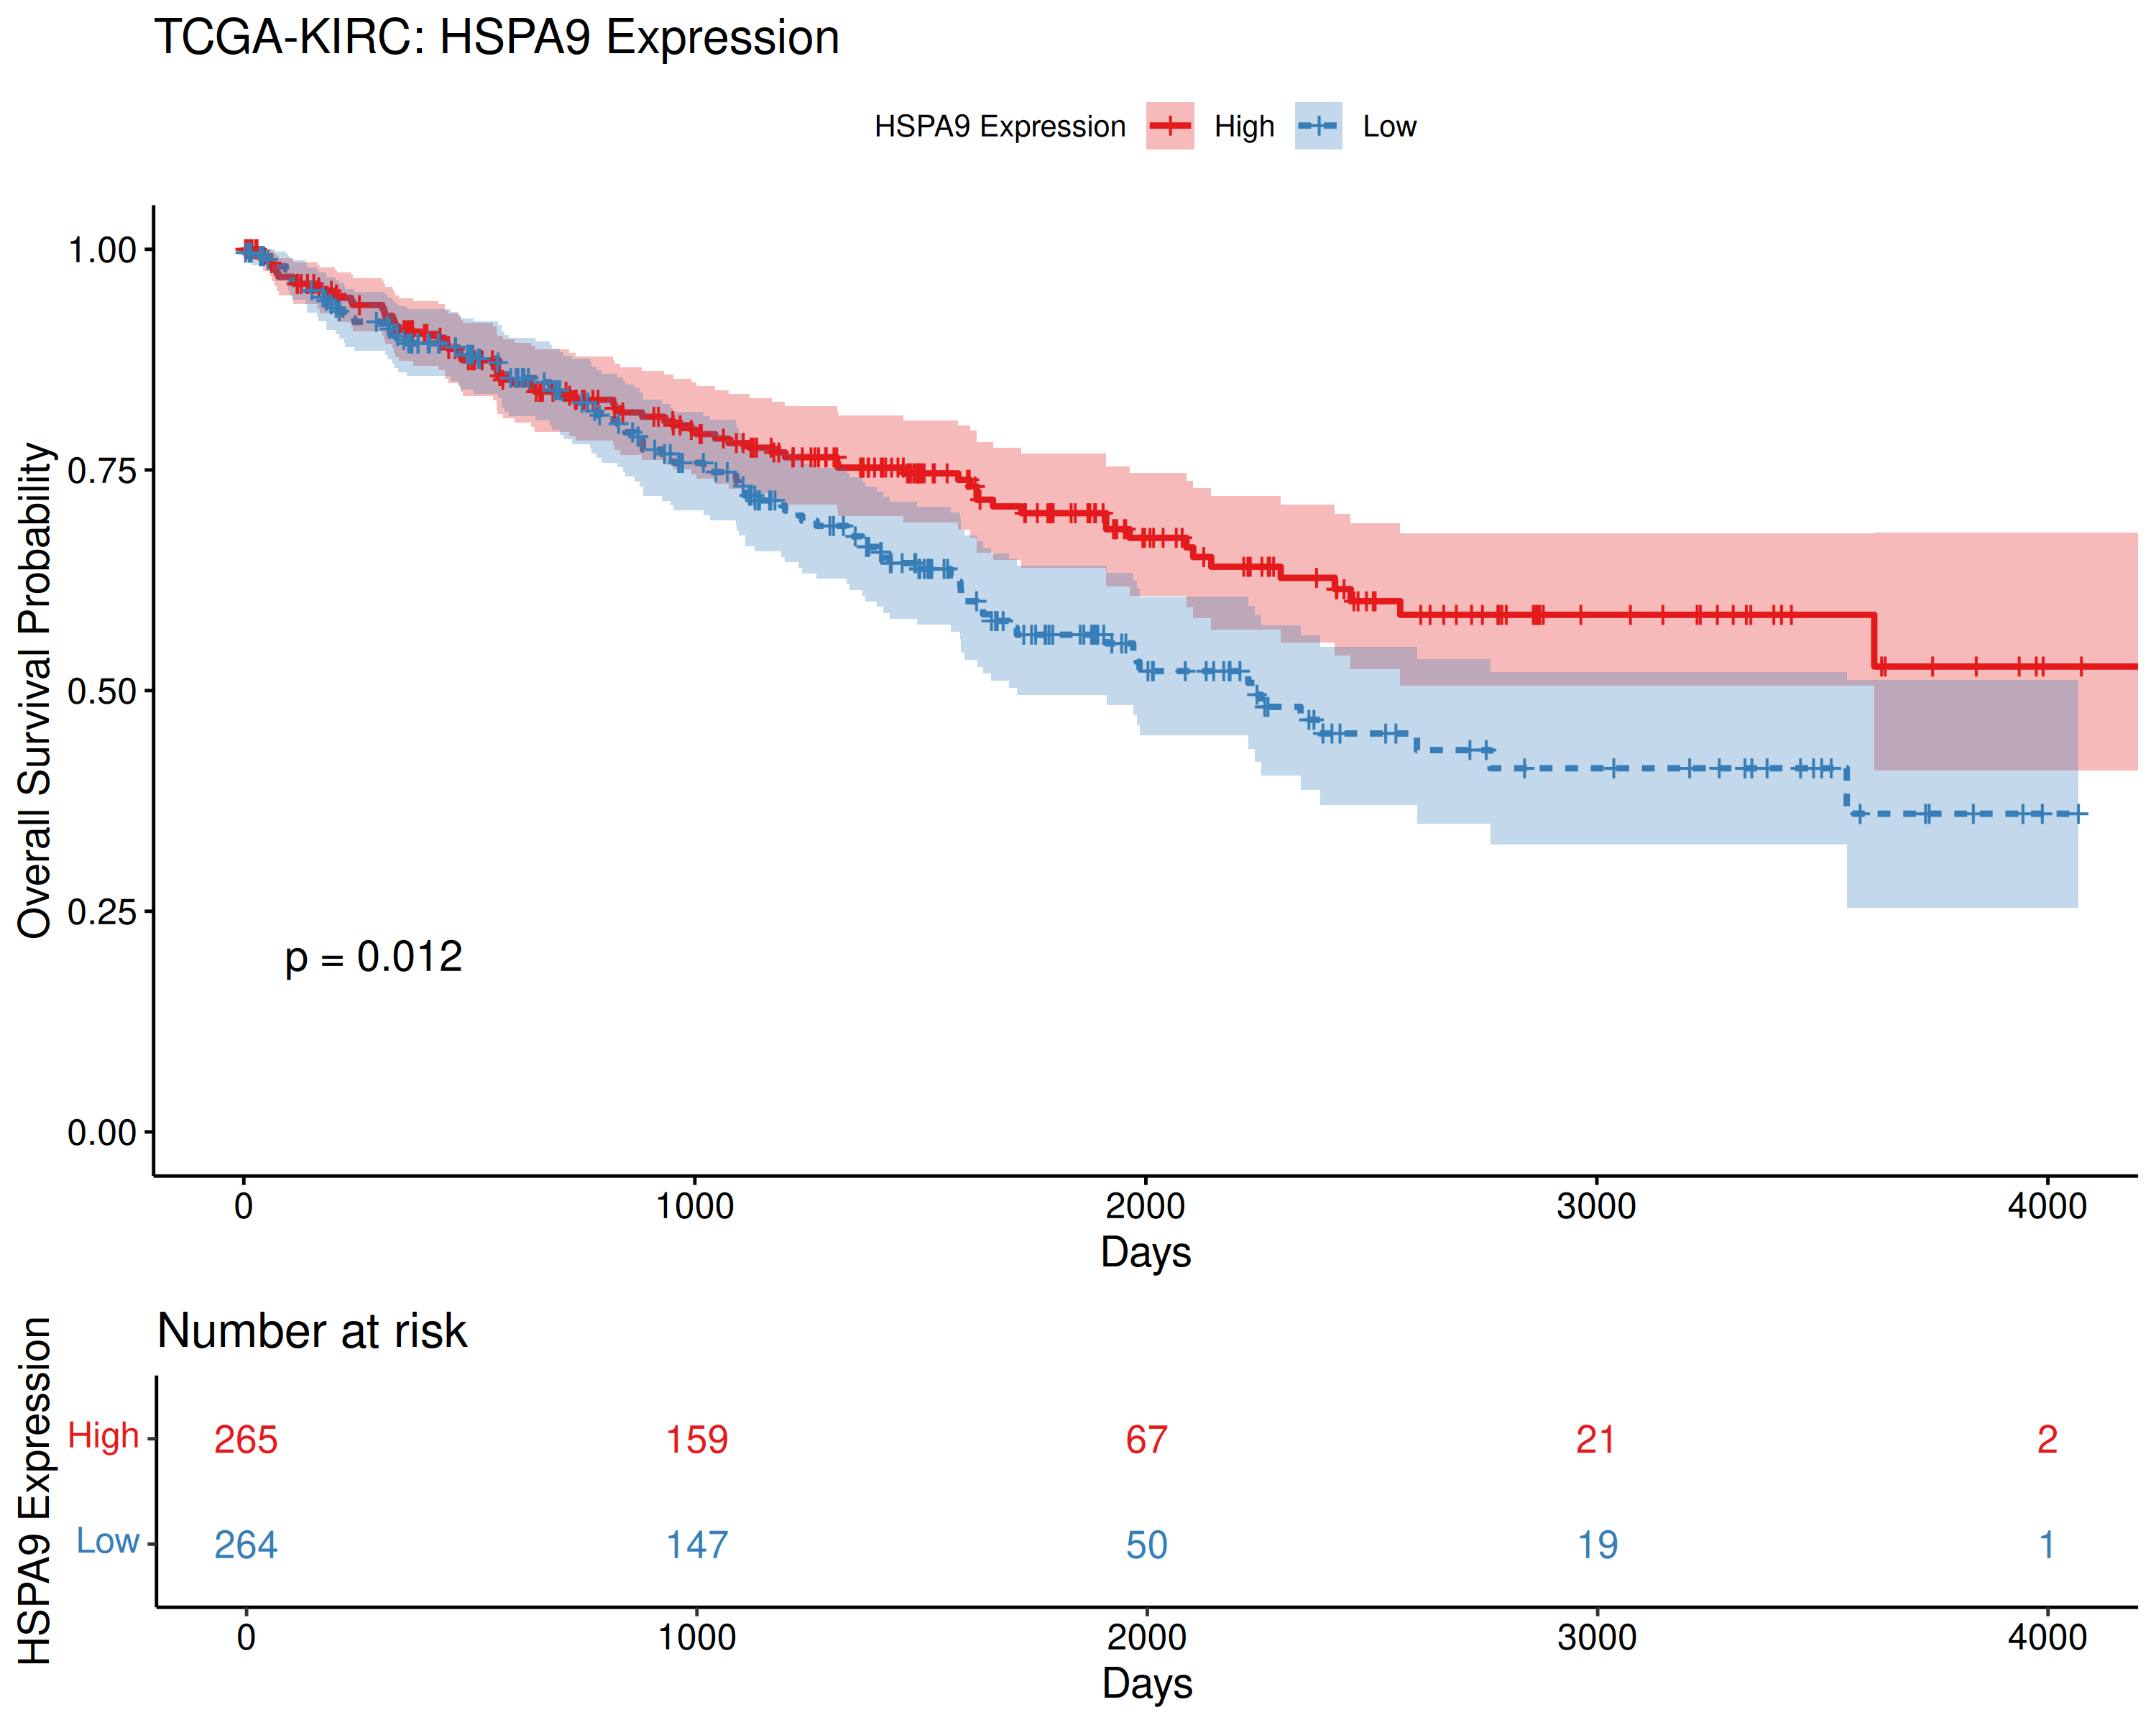 TCGA-KIRC: HSPA9 Expression
HSPA9 Expression High Low
Overall Survival Probability
1.00
0.75
0.50
0.25
0.00
p = 0.012
0 1000 2000 3000 4000
Days
Number at risk
HSPA9 Expression
High 265 159 67 21 2
Low 264 147 50 19 1
0 1000 2000 3000 4000
Days